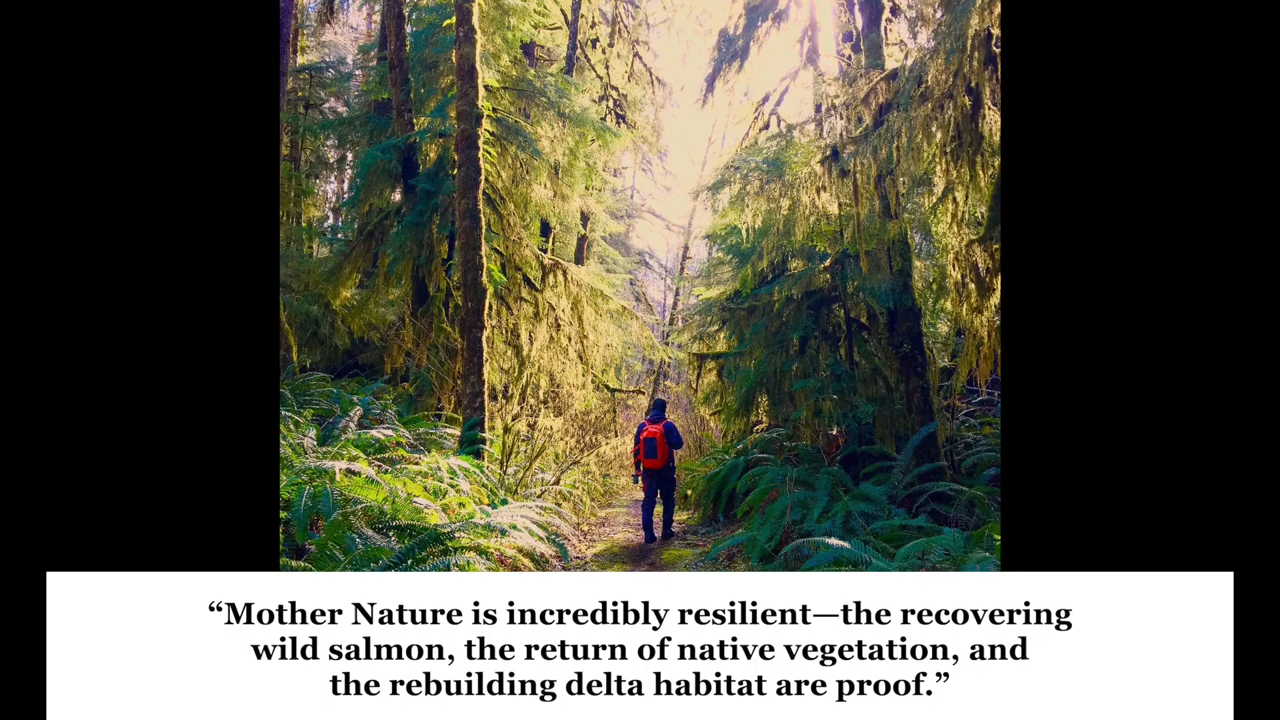 “Mother Nature is incredibly resilient—the recovering
wild salmon, the return of native vegetation, and
the rebuilding delta habitat are proof.”